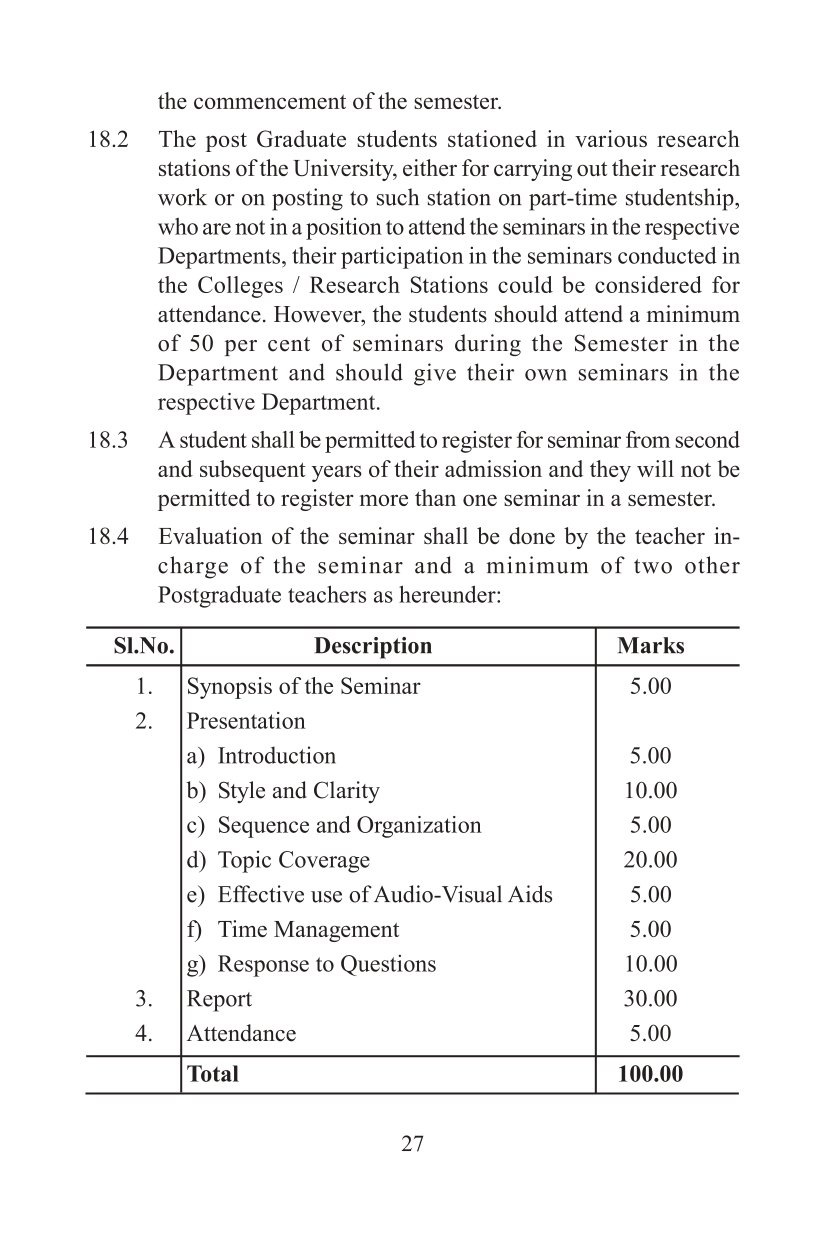 the commencement of the semester.
18.2 The post Graduate students stationed in various research
stations of the University, either for carrying out their research
work or on posting to such station on part-time studentship,
who are not in a position to attend the seminars in the respective
Departments, their participation in the seminars conducted in
the Colleges / Research Stations could be considered for
attendance. However, the students should attend a minimum
of 50 per cent of seminars during the Semester in the
Department and should give their own seminars in the
respective Department.
18.3 A student shall be permitted to register for seminar from second
and subsequent years of their admission and they will not be
permitted to register more than one seminar in a semester.
18.4 Evaluation of the seminar shall be done by the teacher in-
charge of the seminar and a minimum of two other
Postgraduate teachers as hereunder:
Sl.No. Description Marks
1. Synopsis of the Seminar 5.00
2. Presentation
a) Introduction 5.00
b) Style and Clarity 10.00
c) Sequence and Organization 5.00
d) Topic Coverage 20.00
e) Effective use of Audio-Visual Aids 5.00
f) Time Management 5.00
g) Response to Questions 10.00
3. Report 30.00
4. Attendance 5.00
Total 100.00
27